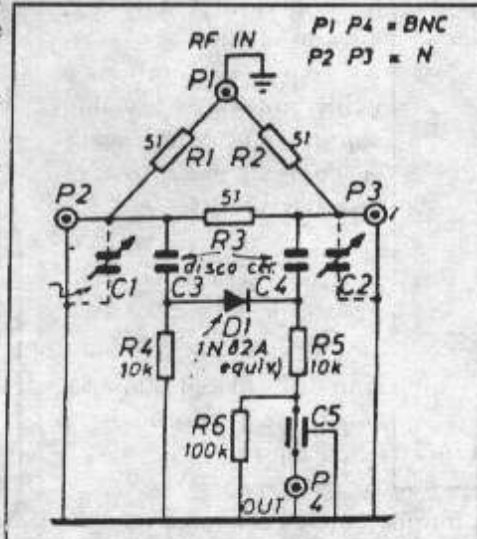 P1 P4 = BNC
RF IN
P2 P3 = N
P1
51 R1 R2 51
P2 51 P3
R3
disco cer.
C1 C3 C4 C2
D1
R4 1N82A R5
10k equiv.) 10k
R6 C5
100k
P
OUT 4